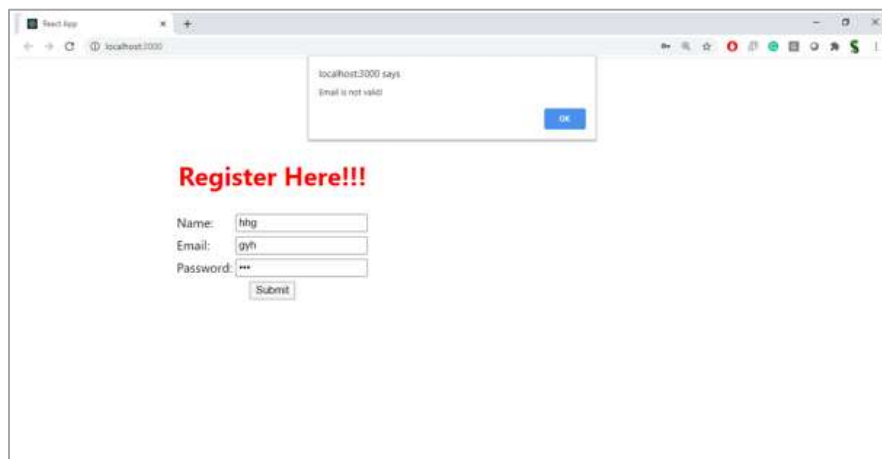 React App
localhost:3000
localhost:3000 says
Email is not valid!
OK
Register Here!!!
Name: hhg
Email: gyh
Password: •••
Submit